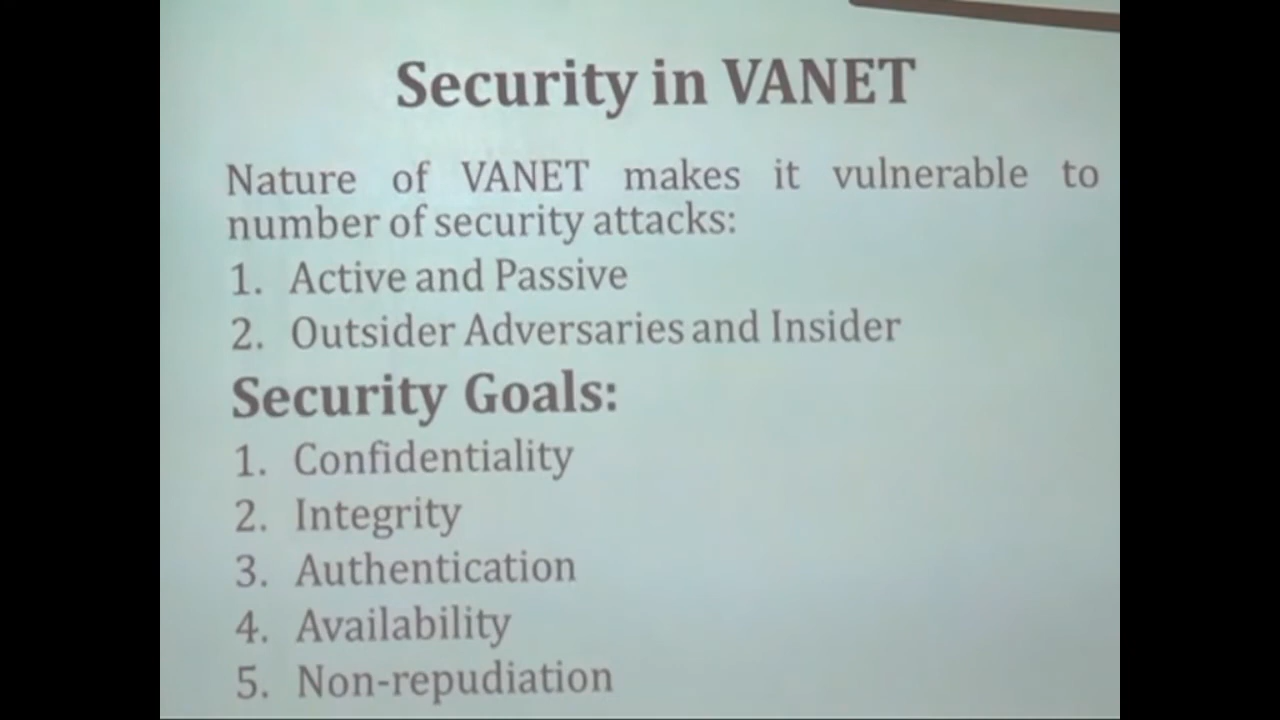 Security in VANET
Nature of VANET makes it vulnerable to
number of security attacks:
1. Active and Passive
2. Outsider Adversaries and Insider
Security Goals:
1. Confidentiality
2. Integrity
3. Authentication
4. Availability
5. Non-repudiation